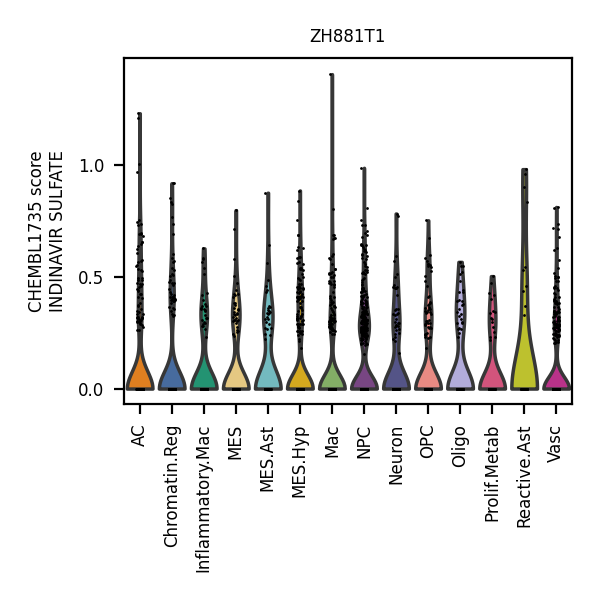 ZH881T1
CHEMBL1735 score
INDINAVIR SULFATE
1.0
0.5
0.0
AC
Chromatin.Reg
Inflammatory.Mac
MES
MES.Ast
MES.Hyp
Mac
NPC
Neuron
OPC
Oligo
Prolif.Metab
Reactive.Ast
Vasc